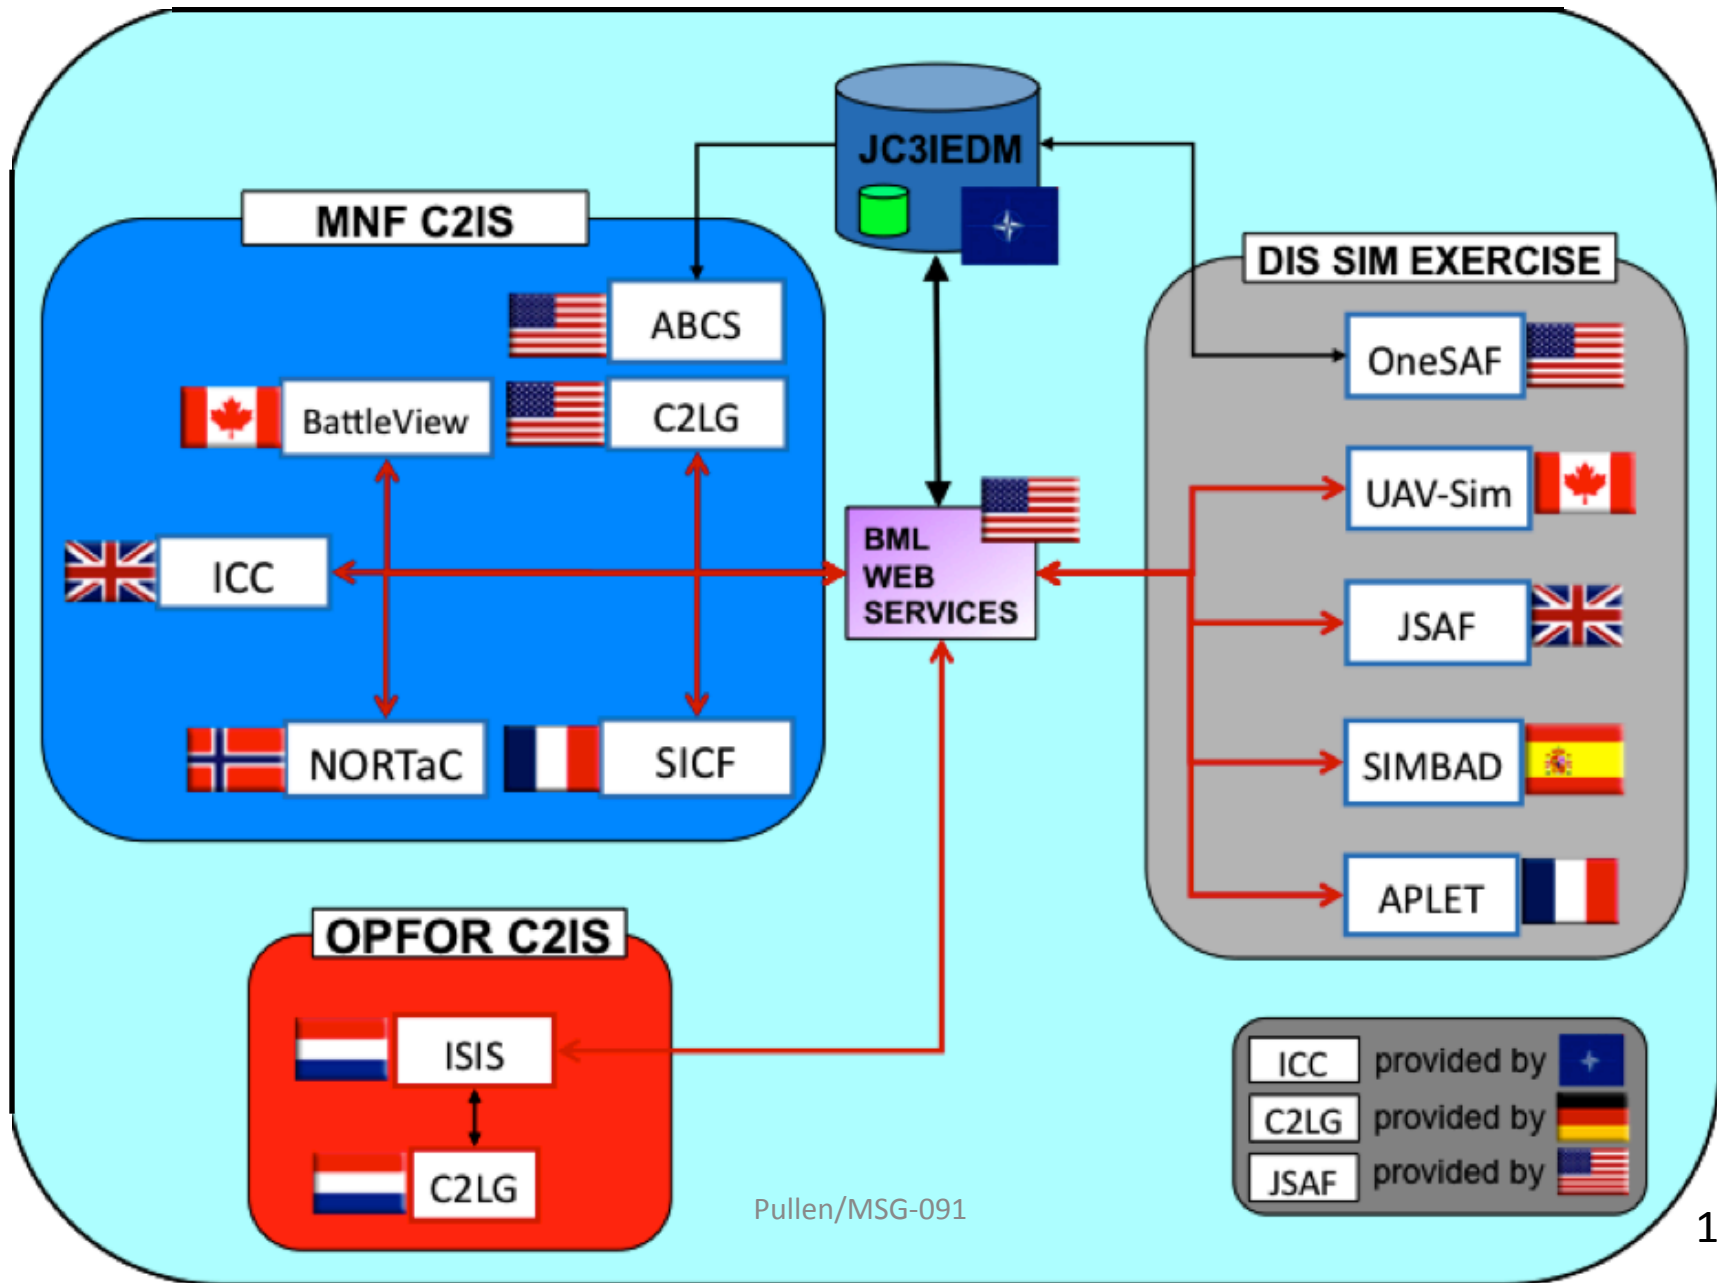 JC3IEDM
MNF C2IS
ABCS
BattleView
C2LG
ICC
NORTaC
SICF
BML
WEB
SERVICES
DIS SIM EXERCISE
OneSAF
UAV-Sim
JSAF
SIMBAD
APLET
OPFOR C2IS
ISIS
C2LG
ICC provided by
C2LG provided by
JSAF provided by
Pullen/MSG-091
1